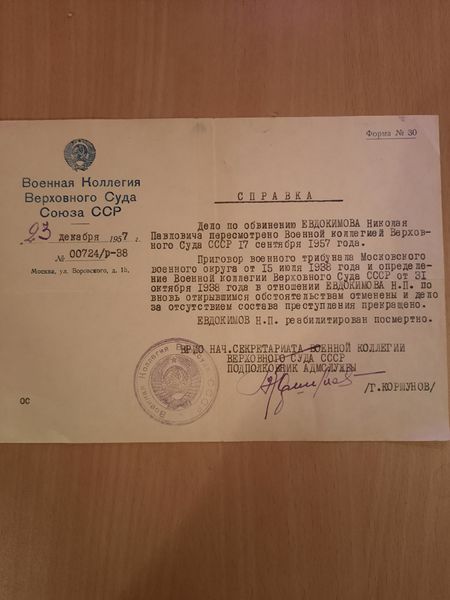 Форма № 30
Военная Коллегия
Верховного Суда
Союза ССР
23 декабря 1957 г.
№ 00724/р-38
Москва, ул. Воровского, д. 15.
СПРАВКА
Дело по обвинению ЕВДОКИМОВА Николая
Павловича пересмотрено Военной коллегией Верхов-
ного Суда СССР 17 сентября 1957 года.
Приговор военного трибунала Московского
военного округа от 15 июля 1938 года и определе-
ние Военной коллегии Верховного Суда СССР от 31
октября 1938 года в отношении ЕВДОКИМОВА Н.П. по
вновь открывшимся обстоятельствам отменены и дело
за отсутствием состава преступления прекращено.
ЕВДОКИМОВ Н.П. реабилитирован посмертно.
ВРИО НАЧ.СЕКРЕТАРИАТА ВОЕННОЙ КОЛЛЕГИИ
ВЕРХОВНОГО СУДА СССР
ПОДПОЛКОВНИК АДМСЛУЖБЫ
/Г.КОРШУНОВ/
ОС